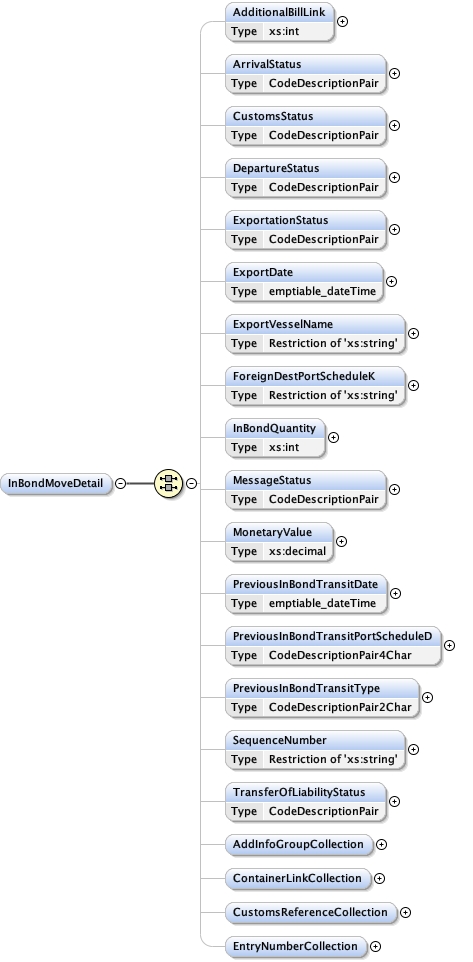 AdditionalBillLink
Type xs:int
ArrivalStatus
Type CodeDescriptionPair
CustomsStatus
Type CodeDescriptionPair
DepartureStatus
Type CodeDescriptionPair
ExportationStatus
Type CodeDescriptionPair
ExportDate
Type emptiable_dateTime
ExportVesselName
Type Restriction of 'xs:string'
ForeignDestPortScheduleK
Type Restriction of 'xs:string'
InBondQuantity
Type xs:int
InBondMoveDetail
MessageStatus
Type CodeDescriptionPair
MonetaryValue
Type xs:decimal
PreviousInBondTransitDate
Type emptiable_dateTime
PreviousInBondTransitPortScheduleD
Type CodeDescriptionPair4Char
PreviousInBondTransitType
Type CodeDescriptionPair2Char
SequenceNumber
Type Restriction of 'xs:string'
TransferOfLiabilityStatus
Type CodeDescriptionPair
AddInfoGroupCollection
ContainerLinkCollection
CustomsReferenceCollection
EntryNumberCollection